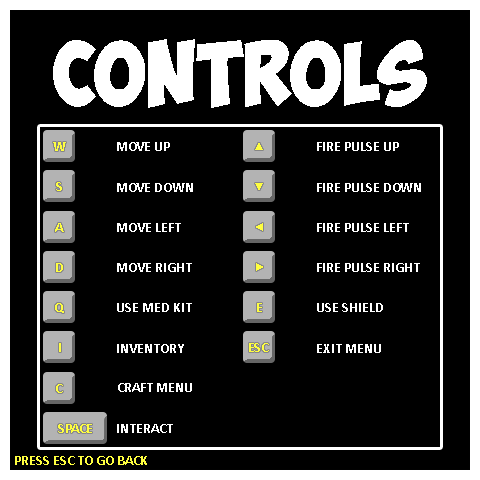 CONTROLS
W MOVE UP ▲ FIRE PULSE UP
S MOVE DOWN ▼ FIRE PULSE DOWN
A MOVE LEFT ◀ FIRE PULSE LEFT
D MOVE RIGHT ▶ FIRE PULSE RIGHT
Q USE MED KIT E USE SHIELD
I INVENTORY ESC EXIT MENU
C CRAFT MENU
SPACE INTERACT
PRESS ESC TO GO BACK